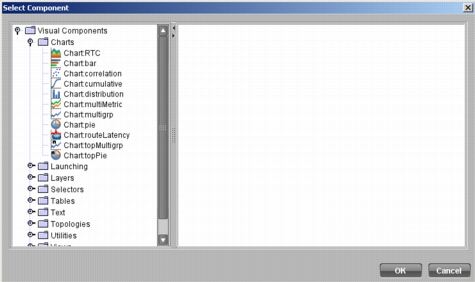 Select Component
Visual Components
Charts
Chart:RTC
Chart:bar
Chart:correlation
Chart:cumulative
Chart:distribution
Chart:multiMetric
Chart:multigrp
Chart:pie
Chart:routeLatency
Chart:topMultigrp
Chart:topPie
Launching
Layers
Selectors
Tables
Text
Topologies
Utilities
OK Cancel